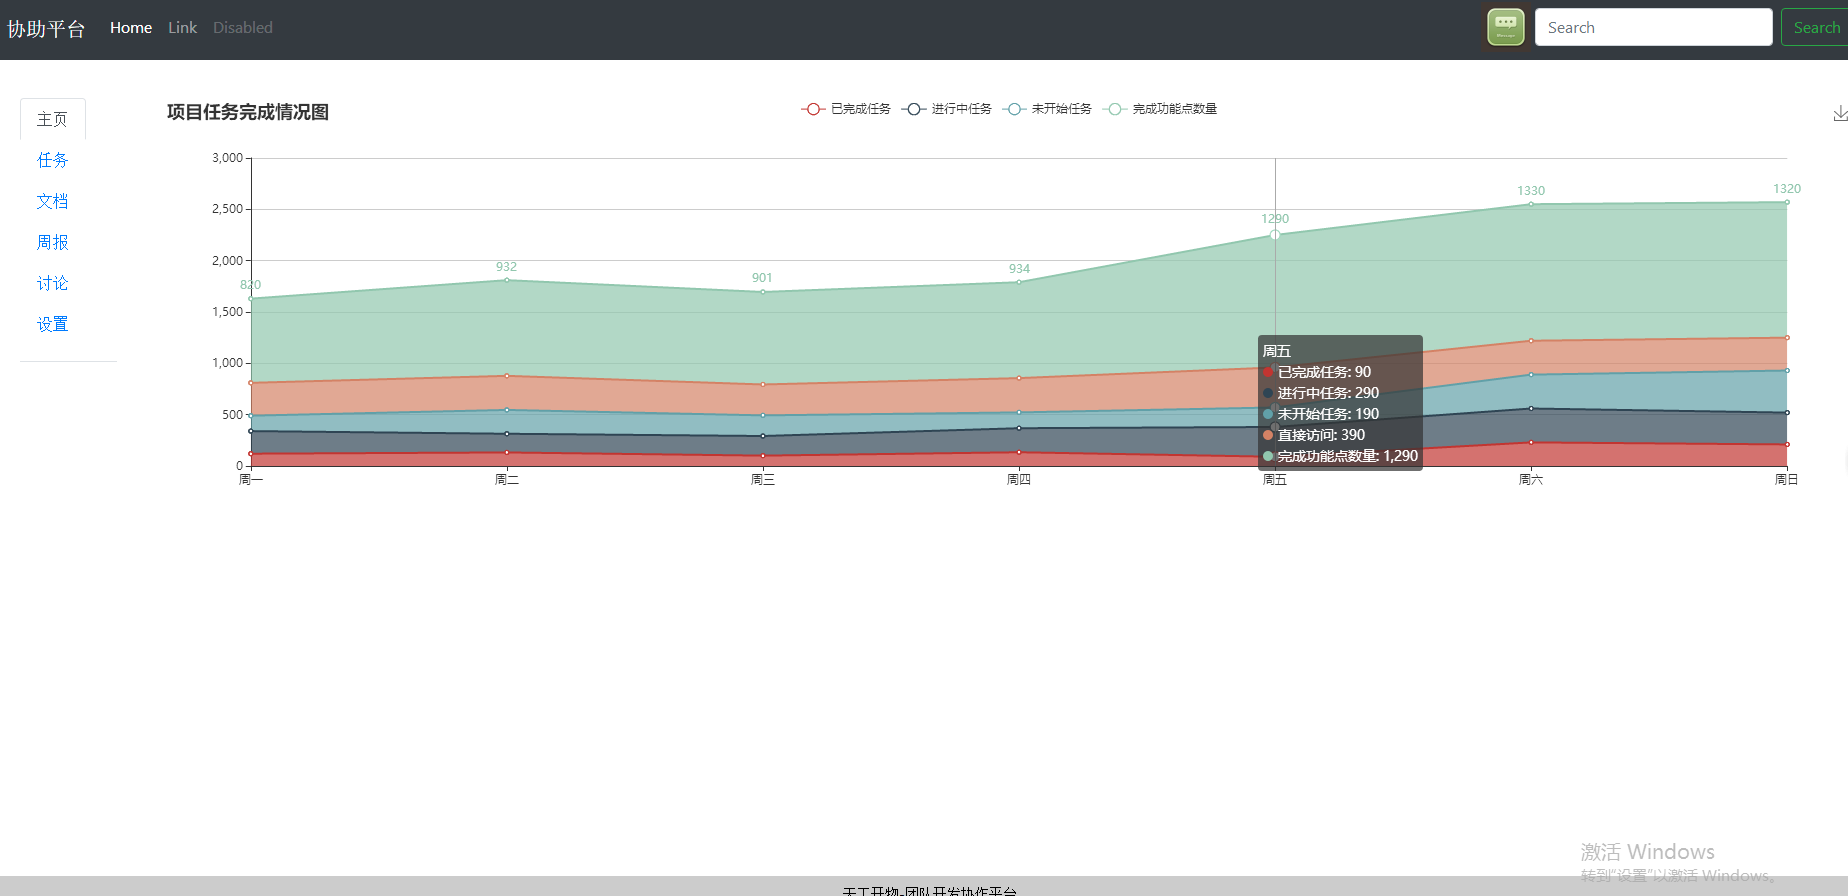 协助平台 Home Link Disabled Search Search
主页
任务
文档
周报
讨论
设置
项目任务完成情况图
已完成任务 进行中任务 未开始任务 完成功能点数量
3,000
2,500
2,000
1,500
1,000
500
0
820 932 901 934 1290 1330 1320
周五
已完成任务: 90
进行中任务: 290
未开始任务: 190
直接访问: 390
完成功能点数量: 1,290
周一 周二 周三 周四 周五 周六 周日
激活 Windows
转到"设置"以激活 Windows。
天工开物-团队开发协作平台